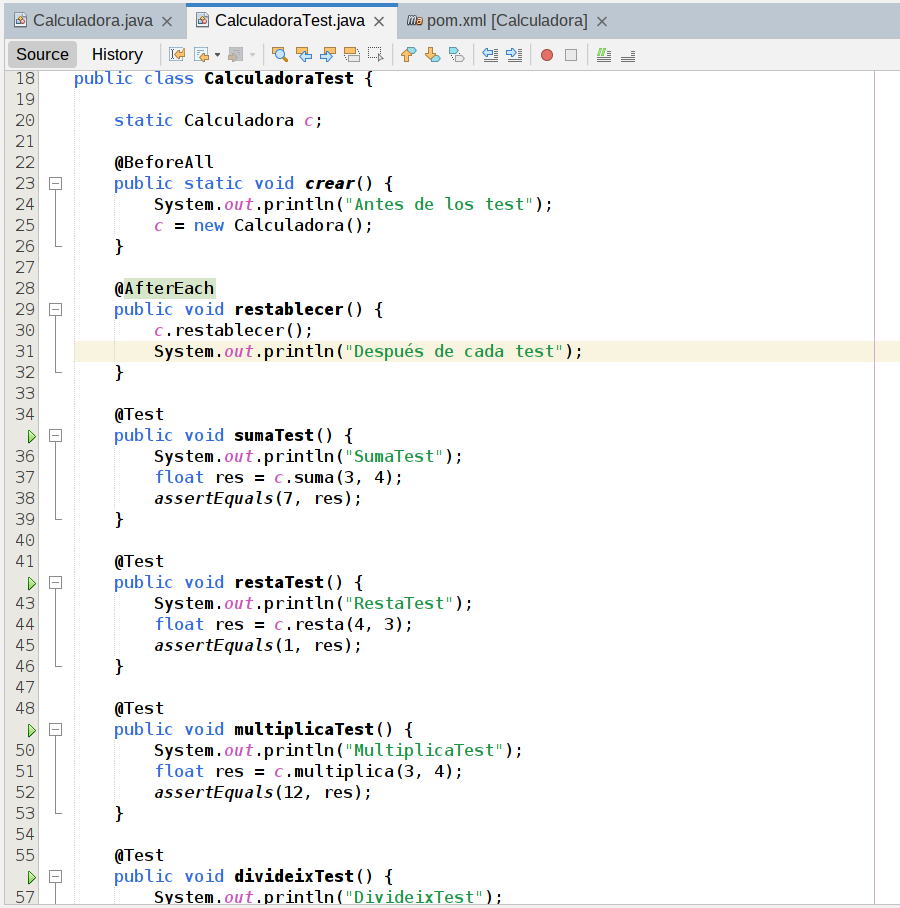 Calculadora.java × CalculadoraTest.java × pom.xml [Calculadora] ×
Source History
18 public class CalculadoraTest {
19
20 static Calculadora c;
21
22 @BeforeAll
23 public static void crear() {
24 System.out.println("Antes de los test");
25 c = new Calculadora();
26 }
27
28 @AfterEach
29 public void restablecer() {
30 c.restablecer();
31 System.out.println("Después de cada test");
32 }
33
34 @Test
public void sumaTest() {
36 System.out.println("SumaTest");
37 float res = c.suma(3, 4);
38 assertEquals(7, res);
39 }
40
41 @Test
public void restaTest() {
43 System.out.println("RestaTest");
44 float res = c.resta(4, 3);
45 assertEquals(1, res);
46 }
47
48 @Test
public void multiplicaTest() {
50 System.out.println("MultiplicaTest");
51 float res = c.multiplica(3, 4);
52 assertEquals(12, res);
53 }
54
55 @Test
public void divideixTest() {
57 System.out.println("DivideixTest");